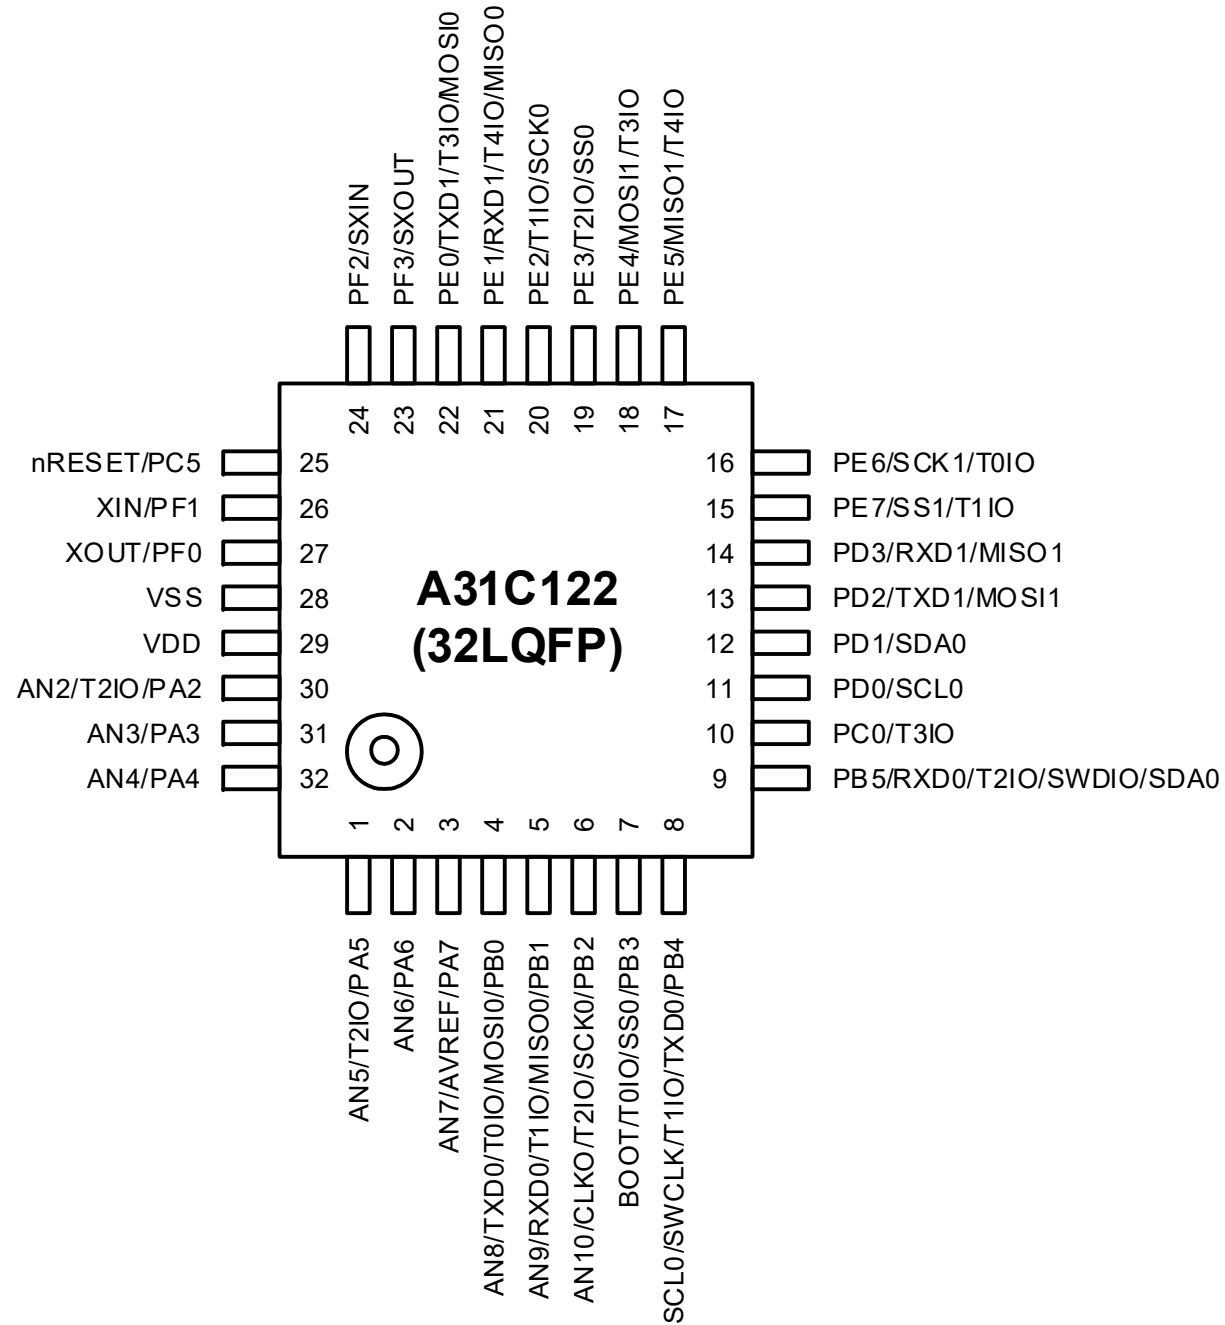 PF2/SXIN
PF3/SXOUT
PE0/TXD1/T3IO/MOSI0
PE1/RXD1/T4IO/MISO0
PE2/T1IO/SCK0
PE3/T2IO/SS0
PE4/MOSI1/T3IO
PE5/MISO1/T4IO
24
23
22
21
20
19
18
17
nRESET/PC5 25
XIN/PF1 26
XOUT/PF0 27
VSS 28
VDD 29
AN2/T2IO/PA2 30
AN3/PA3 31
AN4/PA4 32
A31C122
(32LQFP)
16 PE6/SCK1/T0IO
15 PE7/SS1/T1IO
14 PD3/RXD1/MISO1
13 PD2/TXD1/MOSI1
12 PD1/SDA0
11 PD0/SCL0
10 PC0/T3IO
9 PB5/RXD0/T2IO/SWDIO/SDA0
1
2
3
4
5
6
7
8
AN5/T2IO/PA5
AN6/PA6
AN7/AVREF/PA7
AN8/TXD0/T0IO/MOSI0/PB0
AN9/RXD0/T1IO/MISO0/PB1
AN10/CLKO/T2IO/SCK0/PB2
BOOT/T0IO/SS0/PB3
SCL0/SWCLK/T1IO/TXD0/PB4